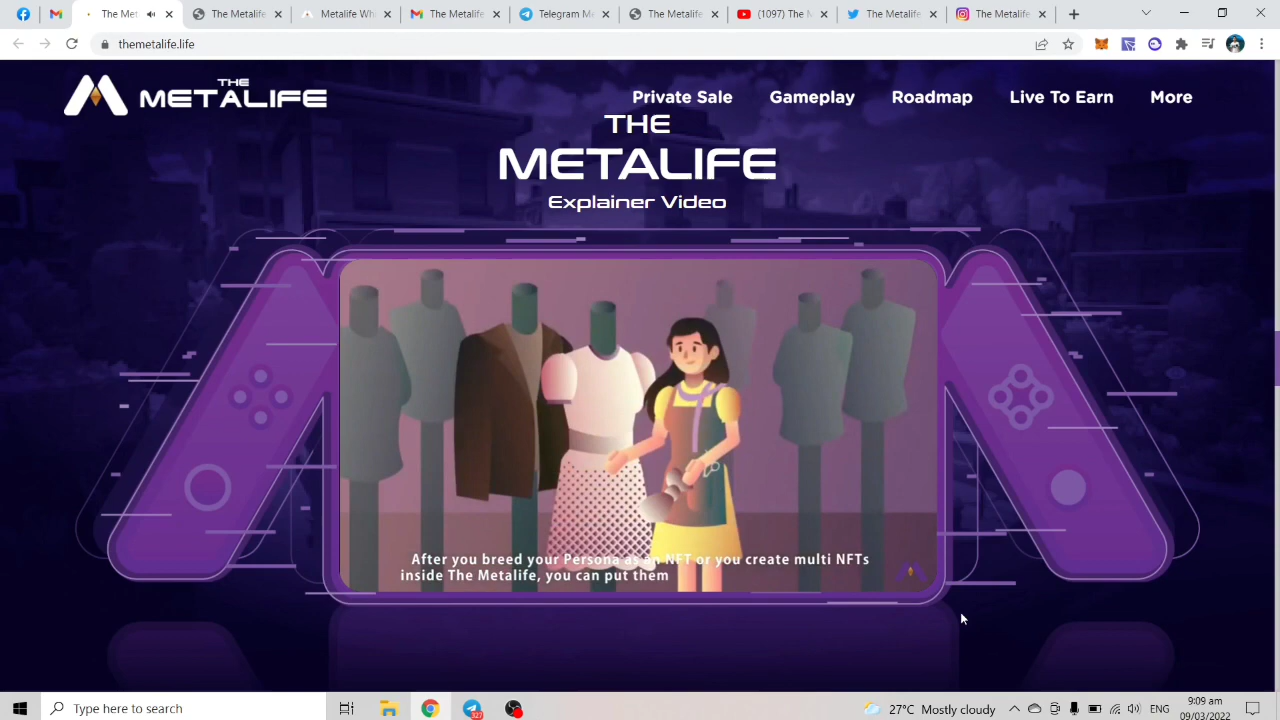 The Met
The Metalife
Metalife Wh
The Metalife
Telegram M
The Metalife
(1097) The M
The Metalife
The Metalife
themetalife.life
THE
METALIFE
Private Sale
Gameplay
Roadmap
Live To Earn
More
THE
METALIFE
Explainer Video
After you breed your Persona as an NFT or you create multi NFTs
inside The Metalife, you can put them
Type here to search
327
27°C Mostly cloudy
ENG
9:09 am
09/03/2022